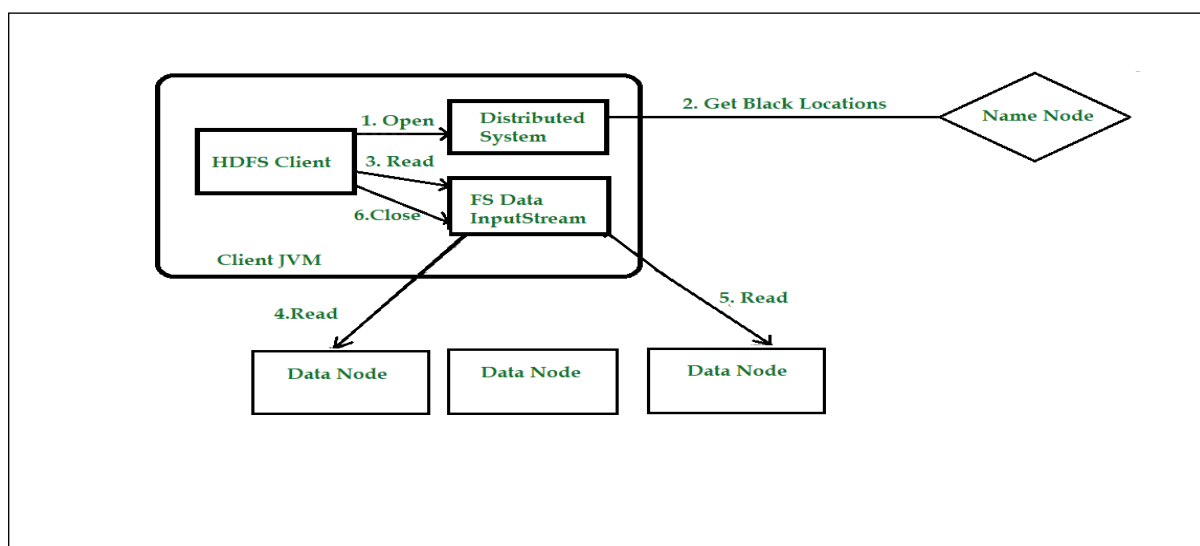 2. Get Black Locations
Name Node
1. Open
Distributed
System
HDFS Client
3. Read
FS Data
InputStream
6.Close
Client JVM
4.Read
5. Read
Data Node
Data Node
Data Node